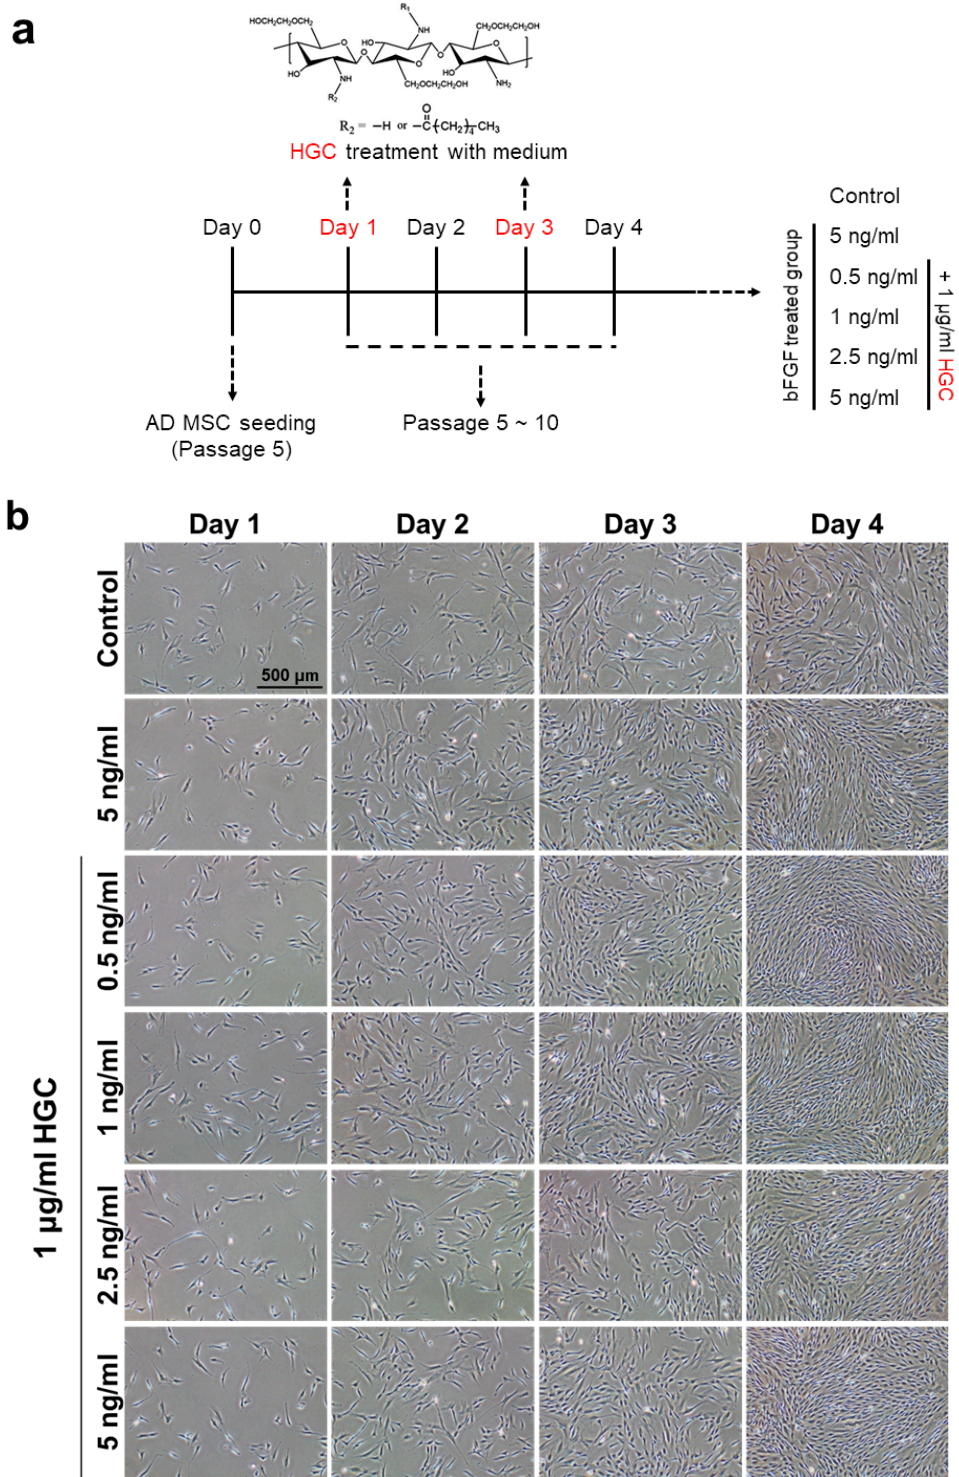 a
HOCH₂CH₂OCH₂
R₁
NH
CH₂OCH₂CH₂OH
O
HO
O
O
HO
NH
O
O
O
HO
NH₂
CH₂OCH₂CH₂OH
R₂
O
R₂ = −H or −C(CH₂)₄CH₃
HGC treatment with medium
Day 0
Day 1
Day 2
Day 3
Day 4
AD MSC seeding
(Passage 5)
Passage 5 ~ 10
bFGF treated group
Control
5 ng/ml
0.5 ng/ml
1 ng/ml
2.5 ng/ml
5 ng/ml
+ 1 μg/ml HGC
b
Day 1
Day 2
Day 3
Day 4
Control
500 μm
5 ng/ml
1 μg/ml HGC
0.5 ng/ml
1 ng/ml
2.5 ng/ml
5 ng/ml